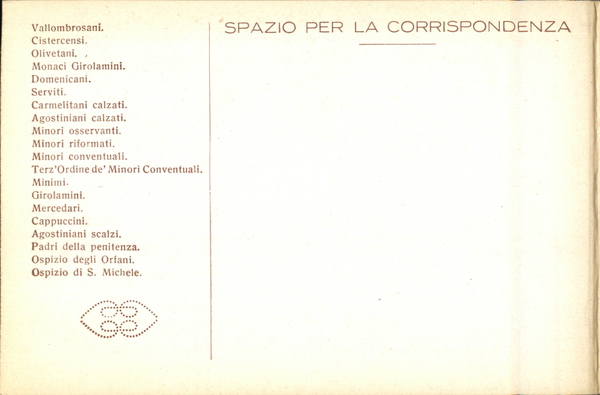 Vallombrosani.
Cistercensi.
Olivetani.
Monaci Girolamini.
Domenicani.
Serviti.
Carmelitani calzati.
Agostiniani calzati.
Minori osservanti.
Minori riformati.
Minori conventuali.
Terz'Ordine de' Minori Conventuali.
Minimi.
Girolamini.
Mercedari.
Cappuccini.
Agostiniani scalzi.
Padri della penitenza.
Ospizio degli Orfani.
Ospizio di S. Michele.
SPAZIO PER LA CORRISPONDENZA